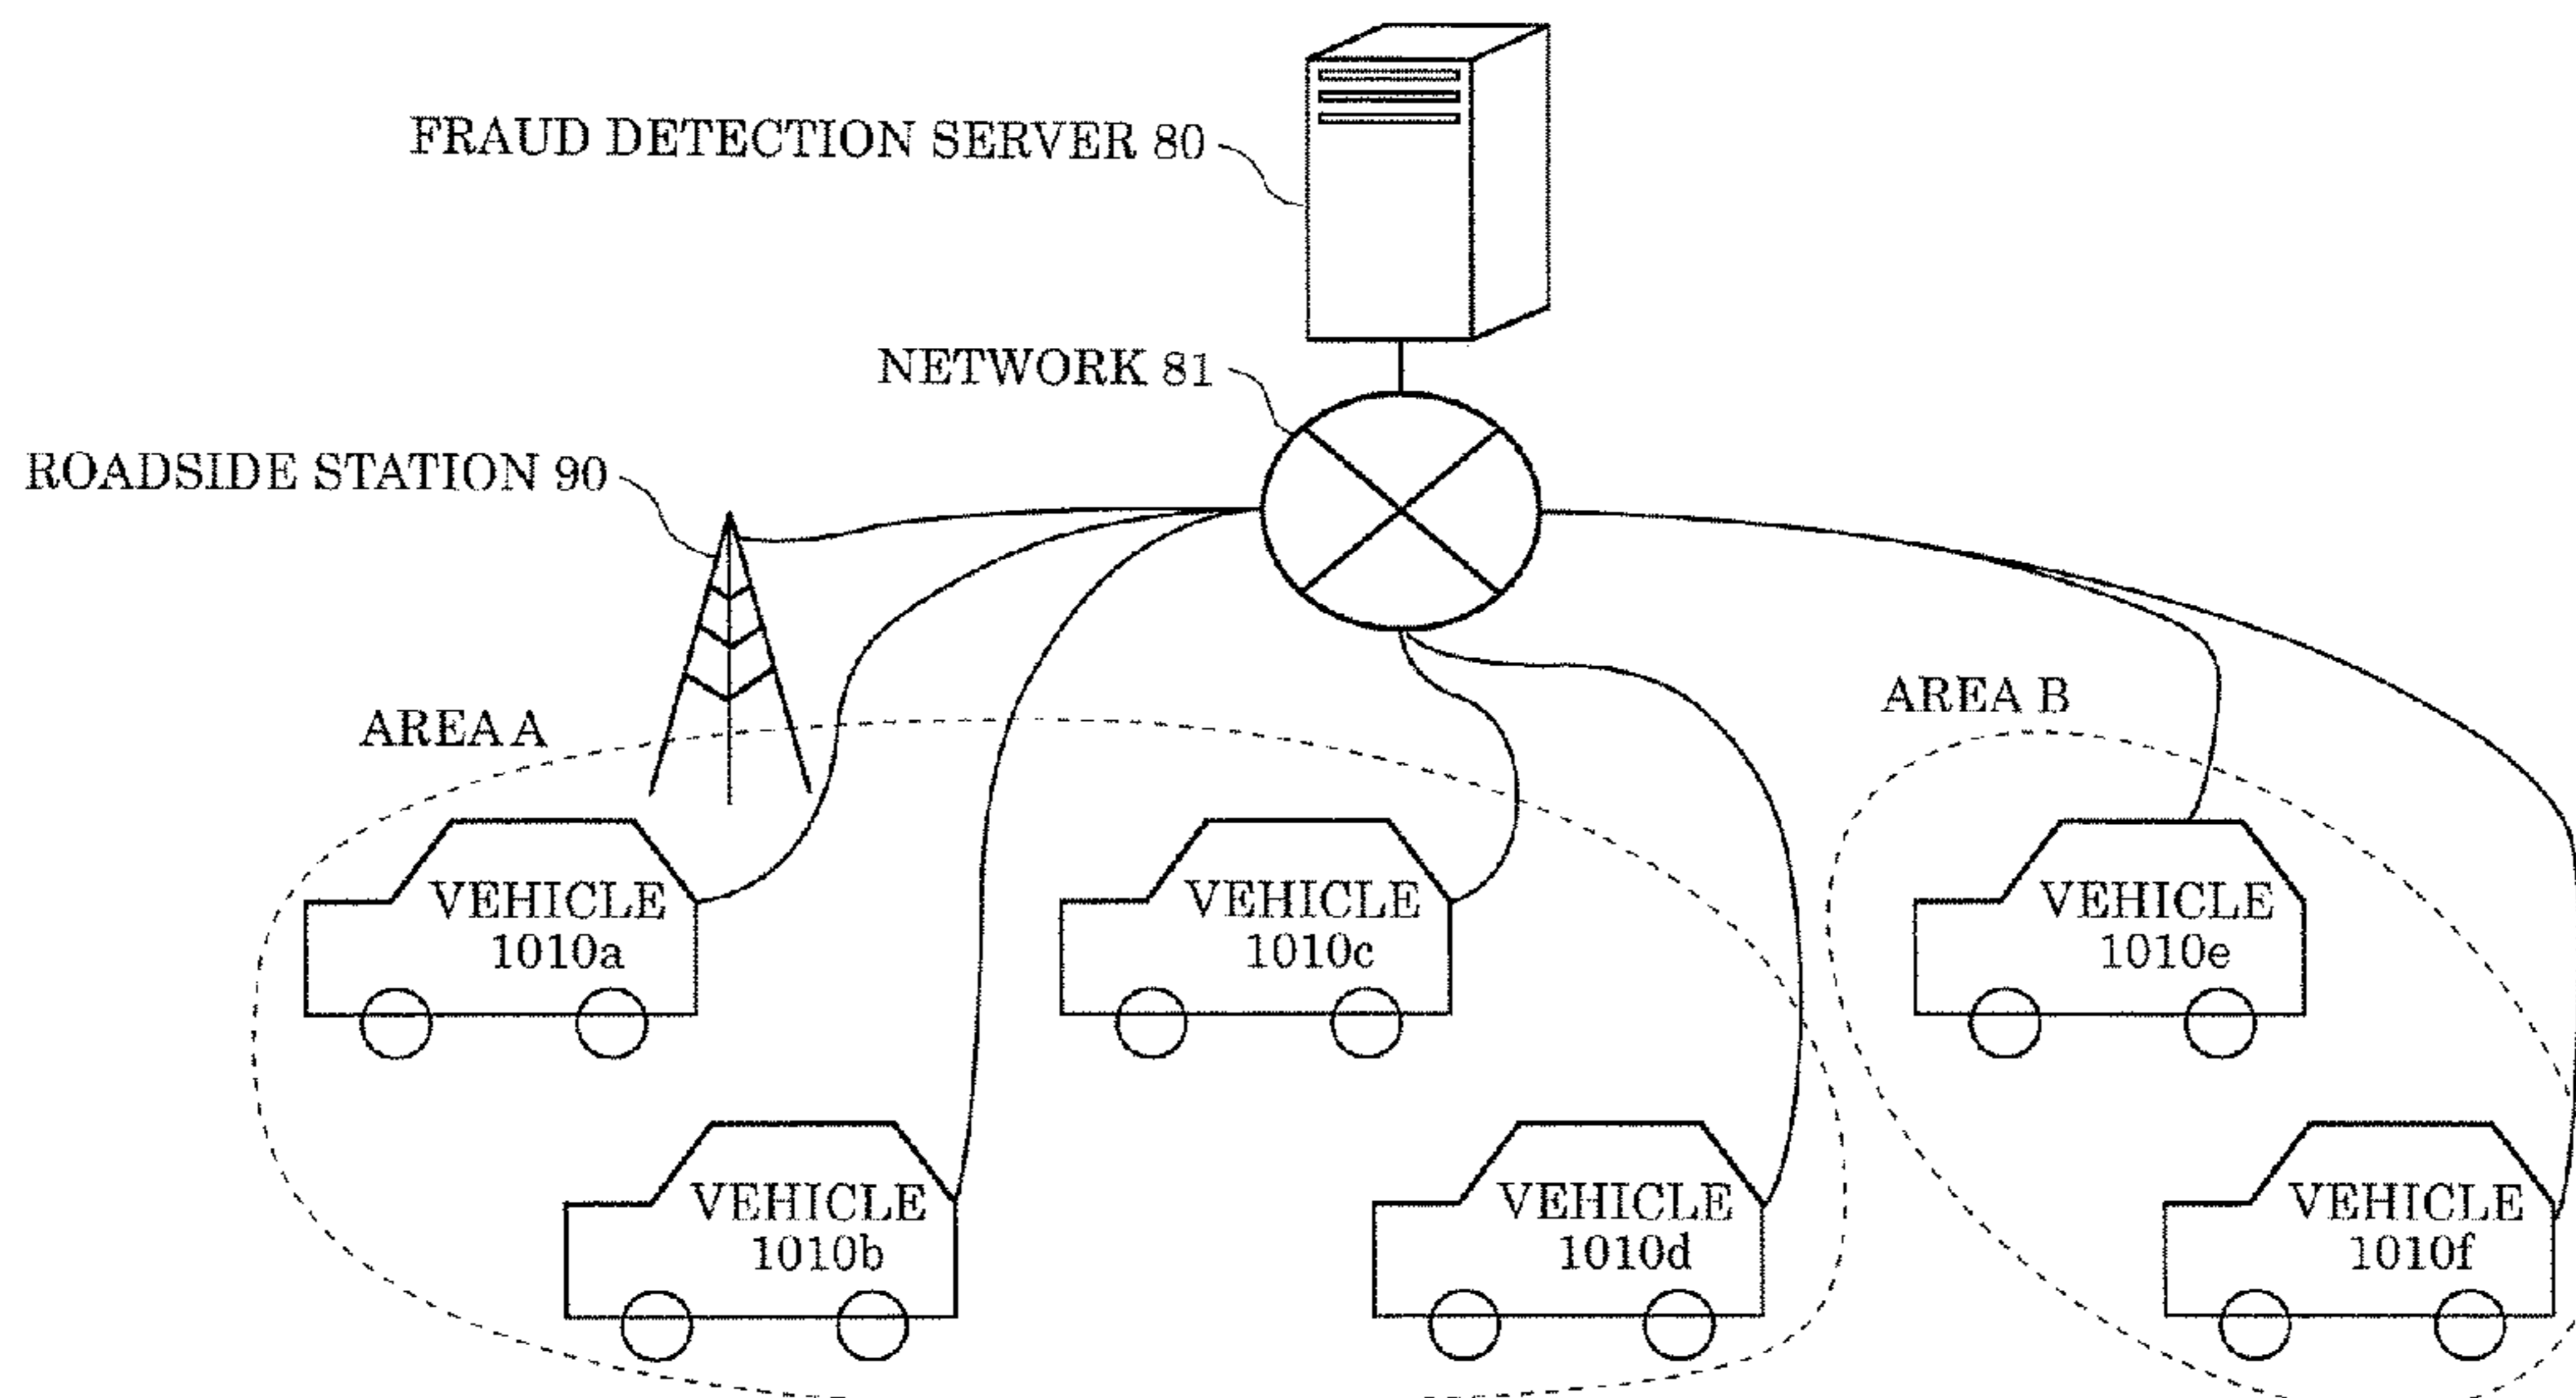 FRAUD DETECTION SERVER 80
NETWORK 81
ROADSIDE STATION 90
AREA A
AREA B
VEHICLE
1010a
VEHICLE
1010c
VEHICLE
1010e
VEHICLE
1010b
VEHICLE
1010d
VEHICLE
1010f